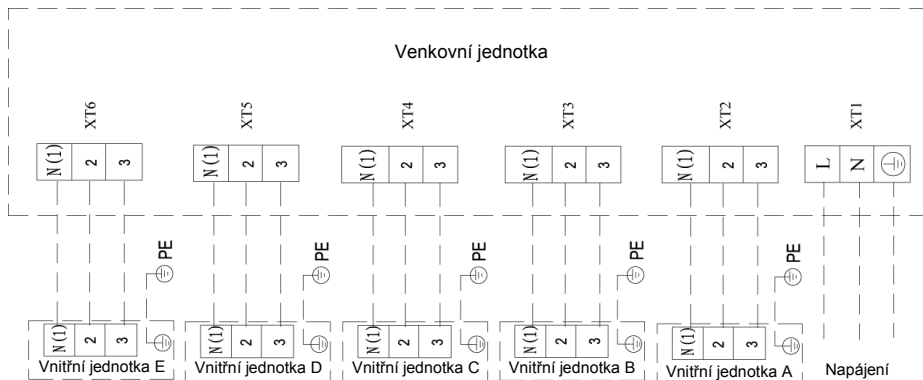 Venkovní jednotka
XT6
XT5
XT4
XT3
XT2
XT1
N(1) 2 3
N(1) 2 3
N(1) 2 3
N(1) 2 3
N(1) 2 3
L N
PE
PE
PE
PE
PE
N(1) 2 3
N(1) 2 3
N(1) 2 3
N(1) 2 3
N(1) 2 3
Vnitřní jednotka E
Vnitřní jednotka D
Vnitřní jednotka C
Vnitřní jednotka B
Vnitřní jednotka A
Napájení